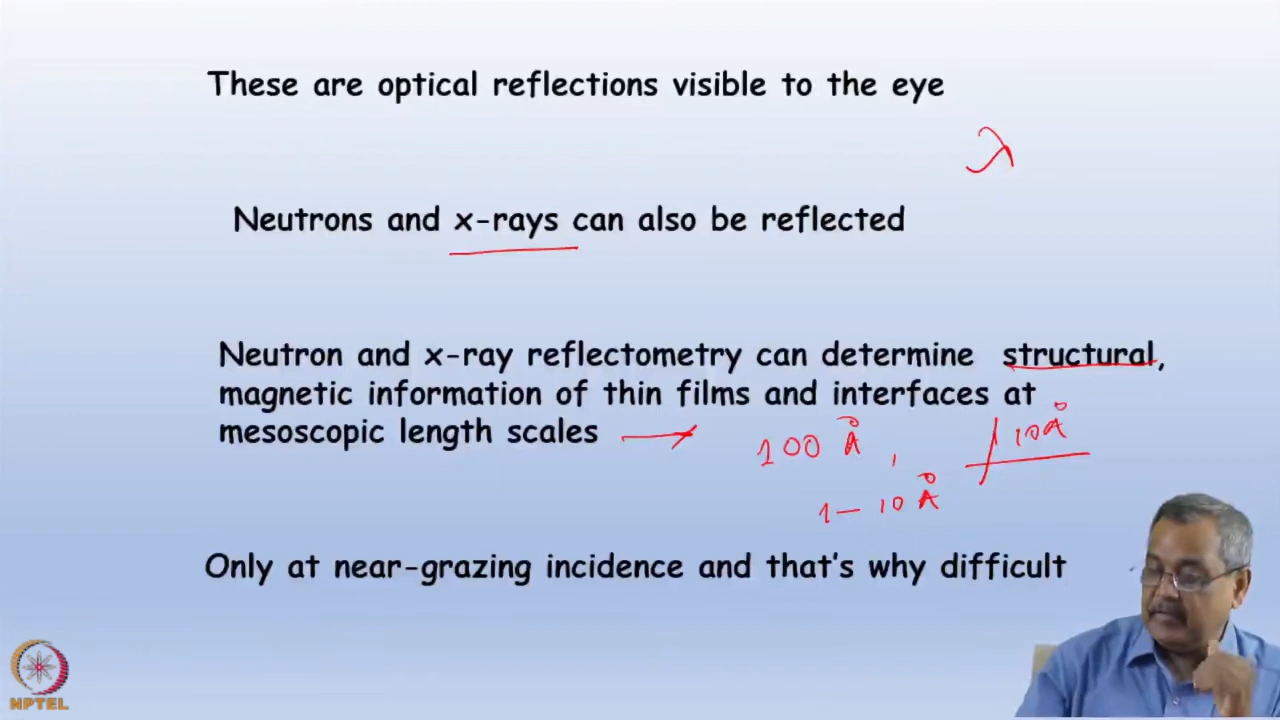 These are optical reflections visible to the eye
λ
Neutrons and x-rays can also be reflected
Neutron and x-ray reflectometry can determine structural,
magnetic information of thin films and interfaces at
mesoscopic length scales
100 Å, 10Å
1-10 Å
Only at near-grazing incidence and that's why difficult
NPTEL